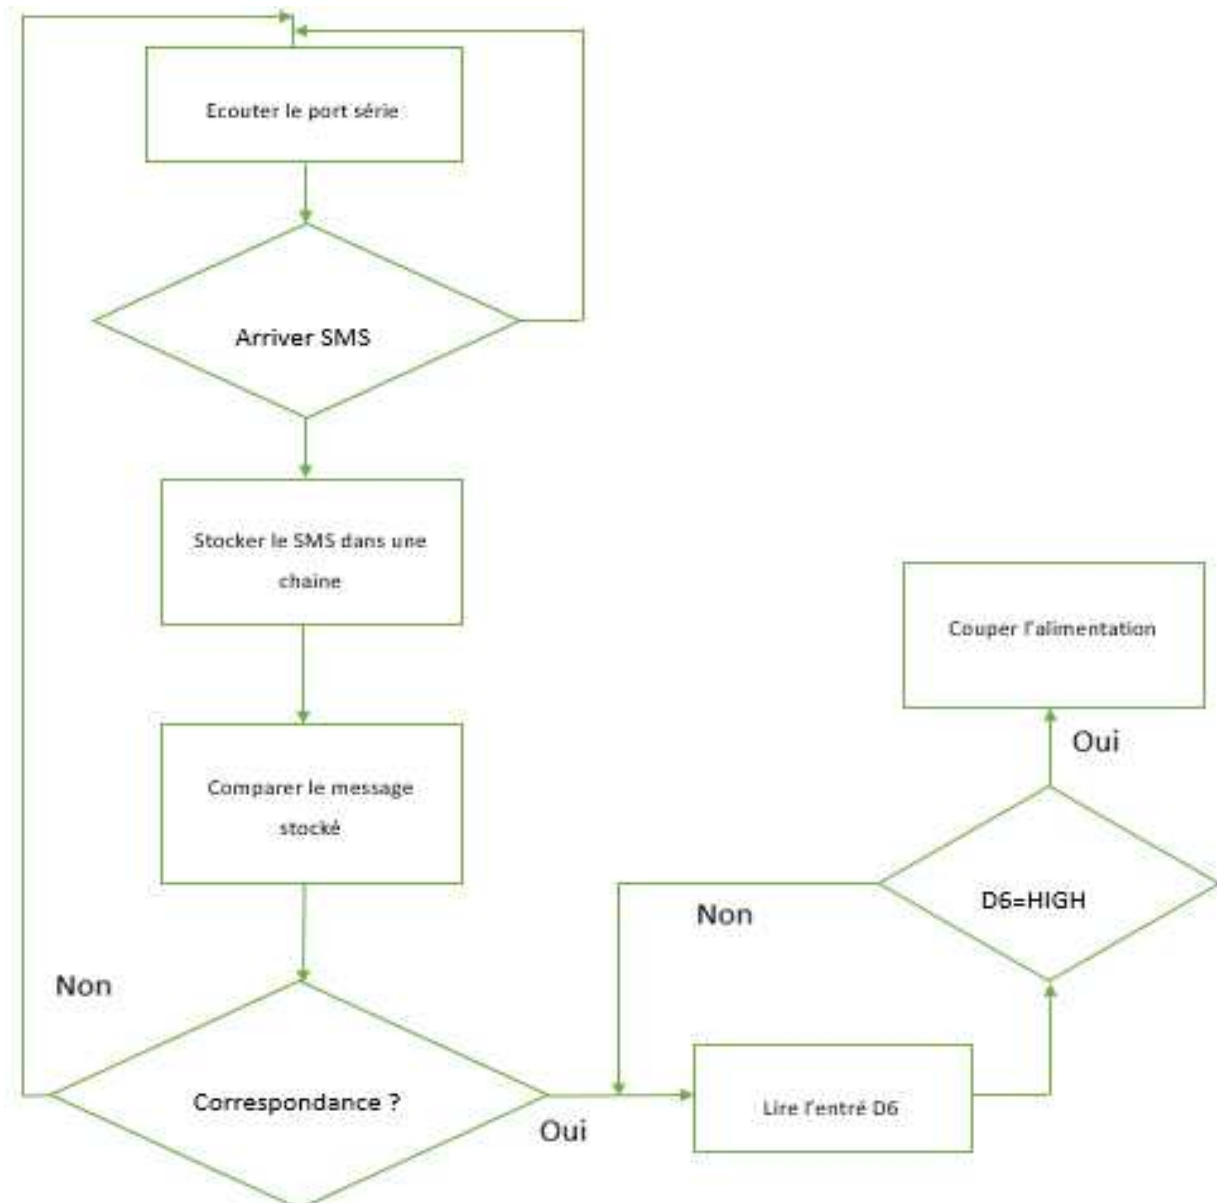 Ecouter le port série
Arriver SMS
Stocker le SMS dans une
chaine
Comparer le message
stocké
Non
Correspondance ?
Oui
Lire l'entré D6
Non
D6=HIGH
Oui
Couper l'alimentation